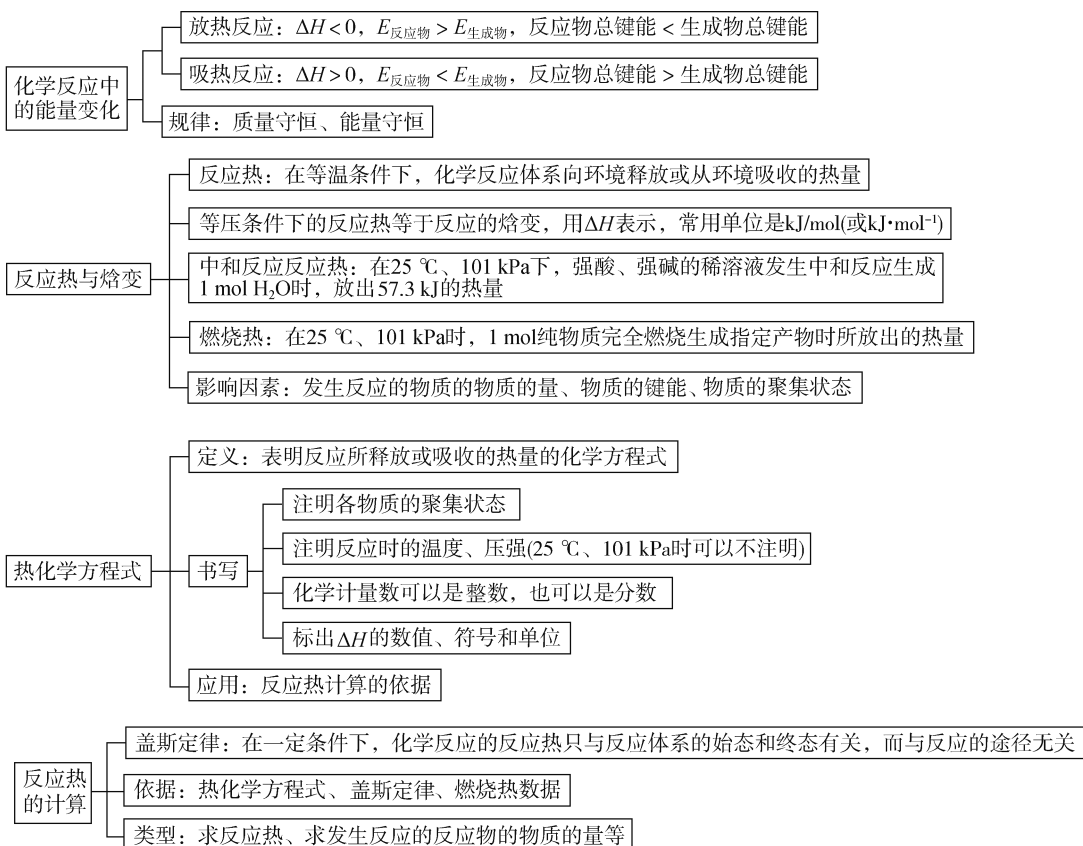 放热反应：ΔH<0，E反应物>E生成物，反应物总键能<生成物总键能
化学反应中
的能量变化
吸热反应：ΔH>0，E反应物<E生成物，反应物总键能>生成物总键能
规律：质量守恒、能量守恒
反应热与焓变
反应热：在等温条件下，化学反应体系向环境释放或从环境吸收的热量
等压条件下的反应热等于反应的焓变，用ΔH表示，常用单位是kJ/mol(或kJ•mol⁻¹)
中和反应反应热：在25 ℃、101 kPa下，强酸、强碱的稀溶液发生中和反应生成
1 mol H₂O时，放出57.3 kJ的热量
燃烧热：在25 ℃、101 kPa时，1 mol纯物质完全燃烧生成指定产物时所放出的热量
影响因素：发生反应的物质的物质的量、物质的键能、物质的聚集状态
热化学方程式
定义：表明反应所释放或吸收的热量的化学方程式
书写
注明各物质的聚集状态
注明反应时的温度、压强(25 ℃、101 kPa时可以不注明)
化学计量数可以是整数，也可以是分数
标出ΔH的数值、符号和单位
应用：反应热计算的依据
反应热
的计算
盖斯定律：在一定条件下，化学反应的反应热只与反应体系的始态和终态有关，而与反应的途径无关
依据：热化学方程式、盖斯定律、燃烧热数据
类型：求反应热、求发生反应的反应物的物质的量等